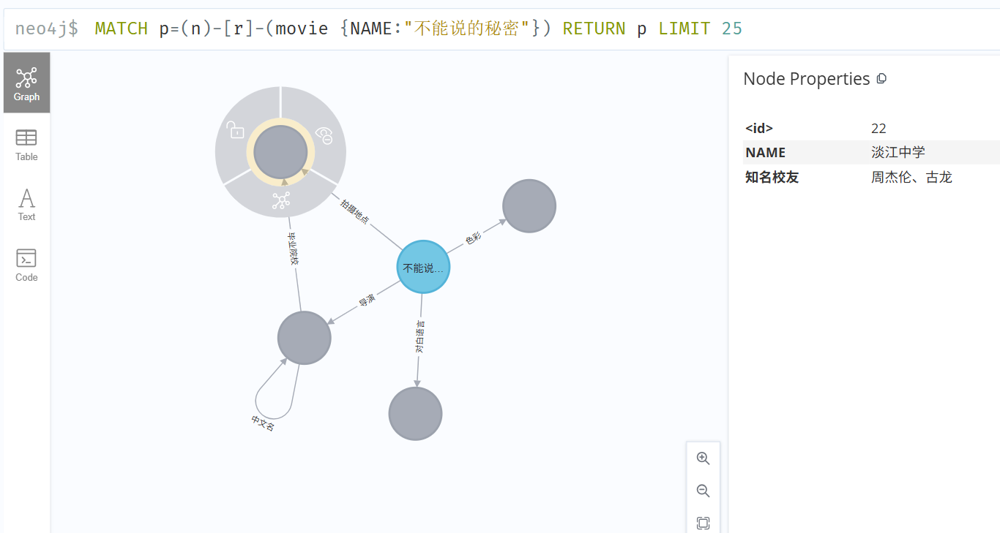 neo4j$ MATCH p=(n)-[r]-(movie {NAME:"不能说的秘密"}) RETURN p LIMIT 25
Graph
Table
Text
Code
拍摄地点
毕业院校
色彩
不能说...
导演
对白语言
中文名
Node Properties
<id> 22
NAME 淡江中学
知名校友 周杰伦、古龙